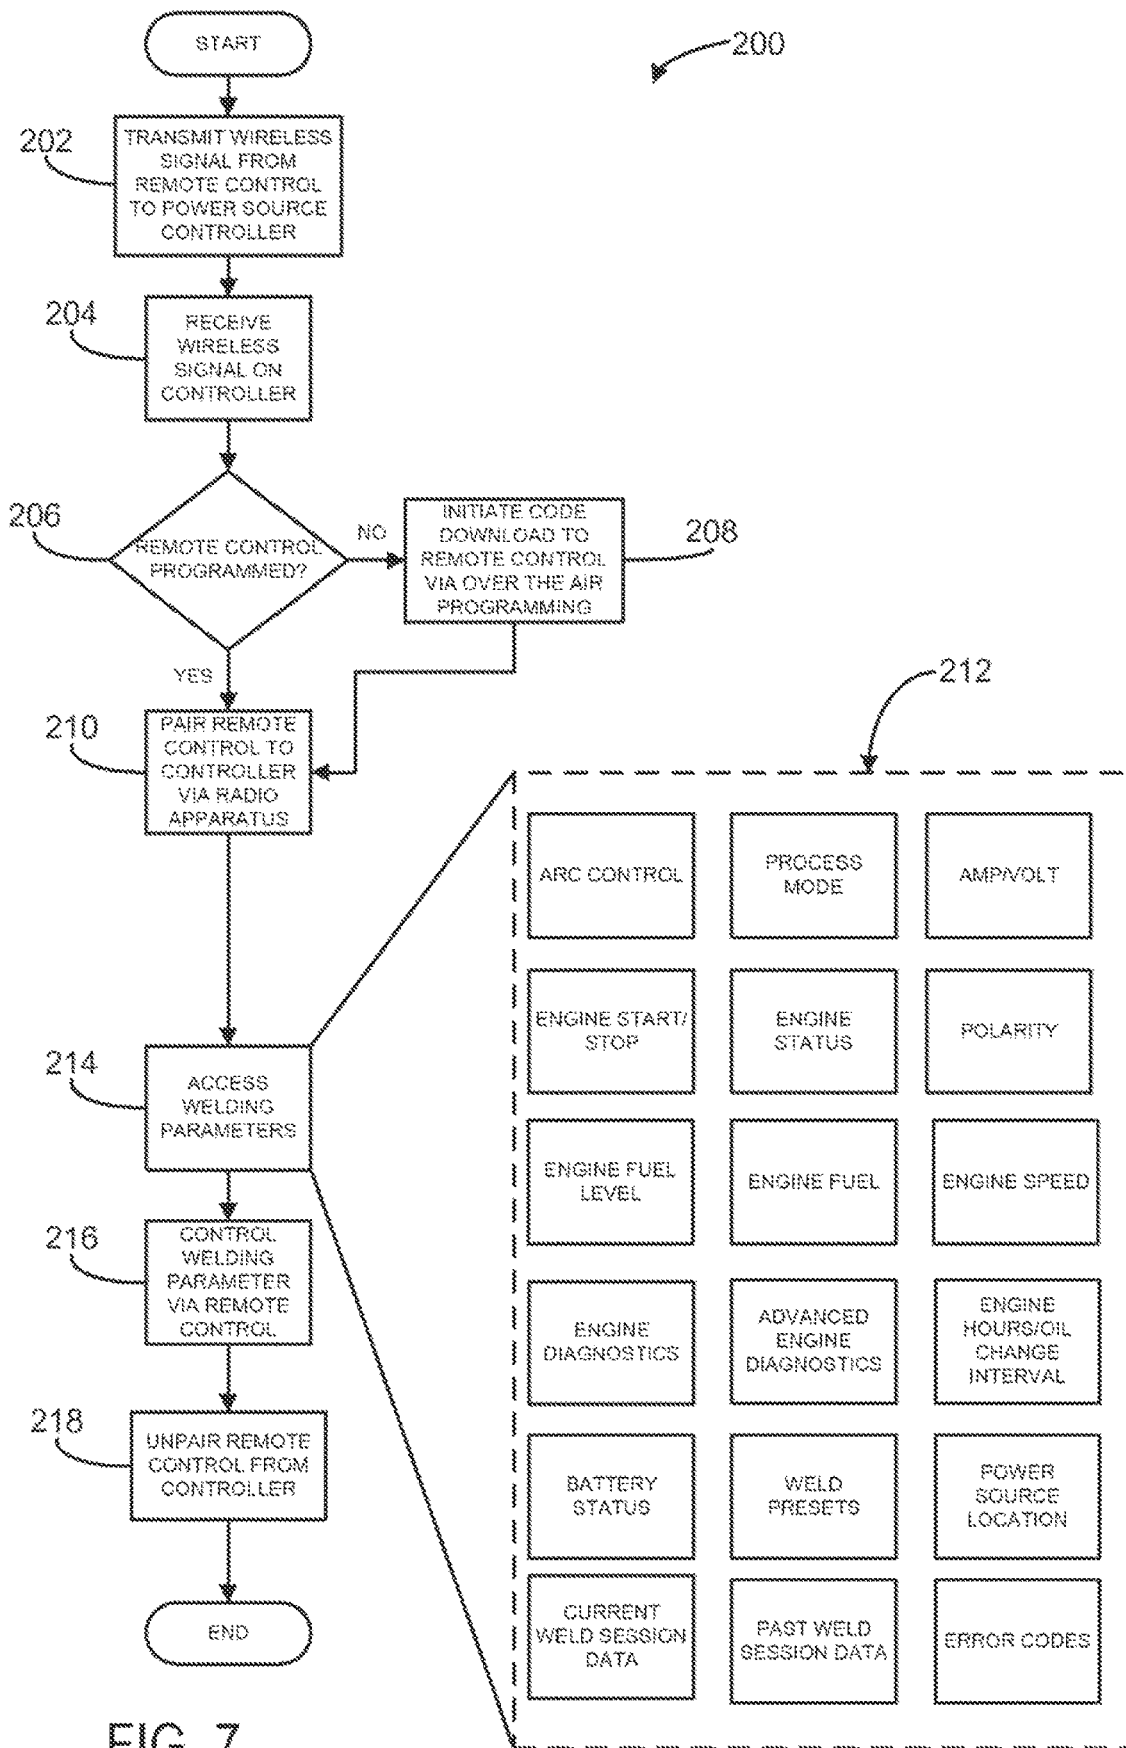 START
200
202
TRANSMIT WIRELESS
SIGNAL FROM
REMOTE CONTROL
TO POWER SOURCE
CONTROLLER
204
RECEIVE
WIRELESS
SIGNAL ON
CONTROLLER
206
REMOTE CONTROL
PROGRAMMED?
NO
INITIATE CODE
DOWNLOAD TO
REMOTE CONTROL
VIA OVER THE AIR
PROGRAMMING
208
YES
210
PAIR REMOTE
CONTROL TO
CONTROLLER
VIA RADIO
APPARATUS
212
ARC CONTROL
PROCESS
MODE
AMP/VOLT
ENGINE START/
STOP
ENGINE
STATUS
POLARITY
214
ACCESS
WELDING
PARAMETERS
ENGINE FUEL
LEVEL
ENGINE FUEL
ENGINE SPEED
216
CONTROL
WELDING
PARAMETER
VIA REMOTE
CONTROL
ENGINE
DIAGNOSTICS
ADVANCED
ENGINE
DIAGNOSTICS
ENGINE
HOURS/OIL
CHANGE
INTERVAL
218
UNPAIR REMOTE
CONTROL FROM
CONTROLLER
BATTERY
STATUS
WELD
PRESETS
POWER
SOURCE
LOCATION
END
CURRENT
WELD SESSION
DATA
PAST WELD
SESSION DATA
ERROR CODES
FIG. 7